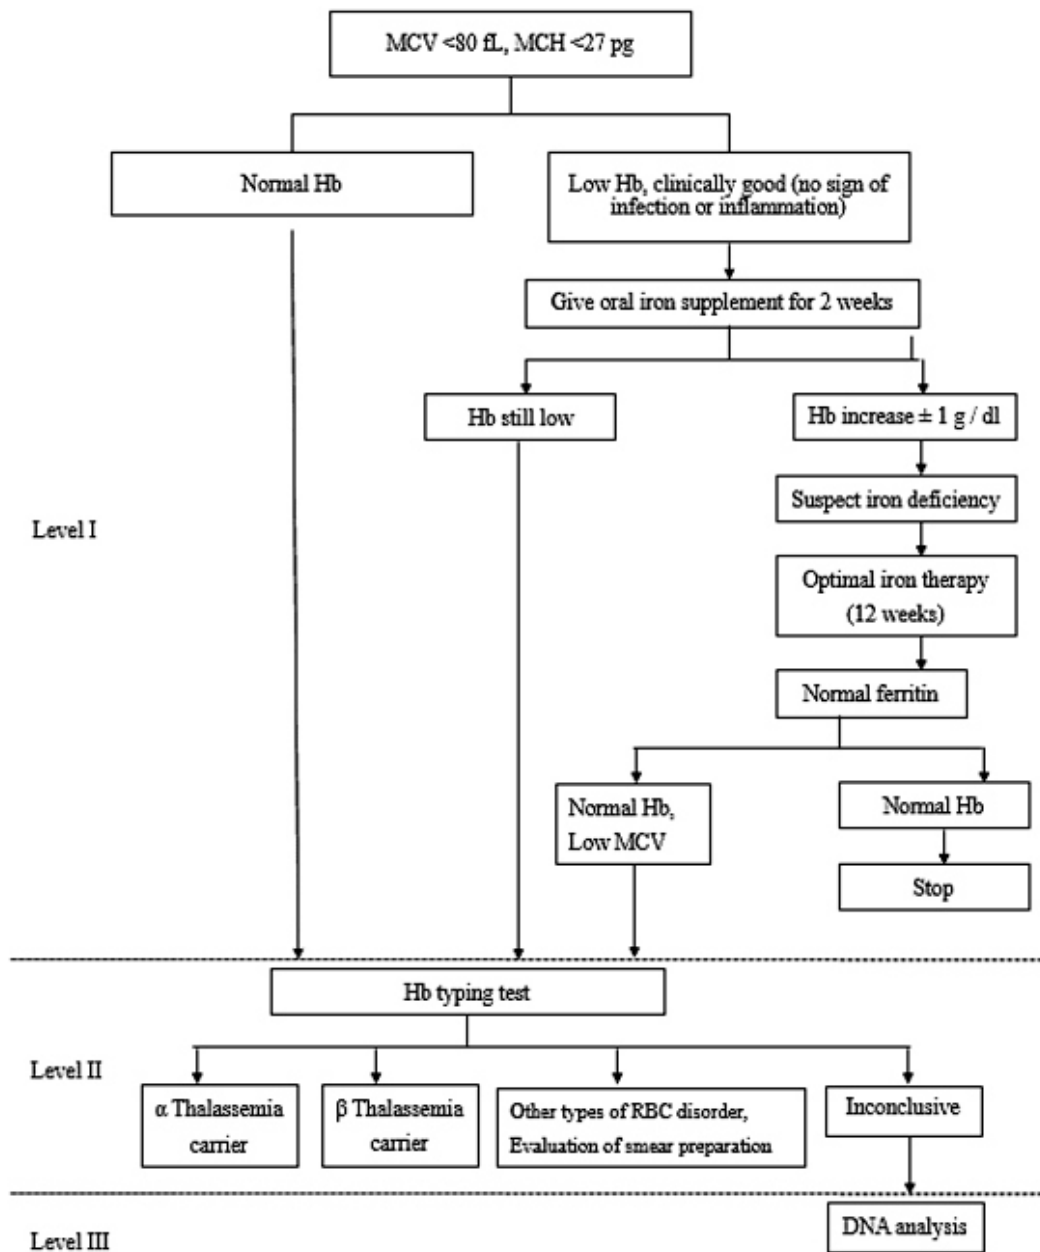 MCV <80 fL, MCH <27 pg
Normal Hb
Low Hb, clinically good (no sign of
infection or inflammation)
Give oral iron supplement for 2 weeks
Hb still low
Hb increase ± 1 g / dl
Suspect iron deficiency
Level I
Optimal iron therapy
(12 weeks)
Normal ferritin
Normal Hb,
Low MCV
Normal Hb
Stop
Hb typing test
Level II
α Thalassemia
carrier
β Thalassemia
carrier
Other types of RBC disorder,
Evaluation of smear preparation
Inconclusive
DNA analysis
Level III